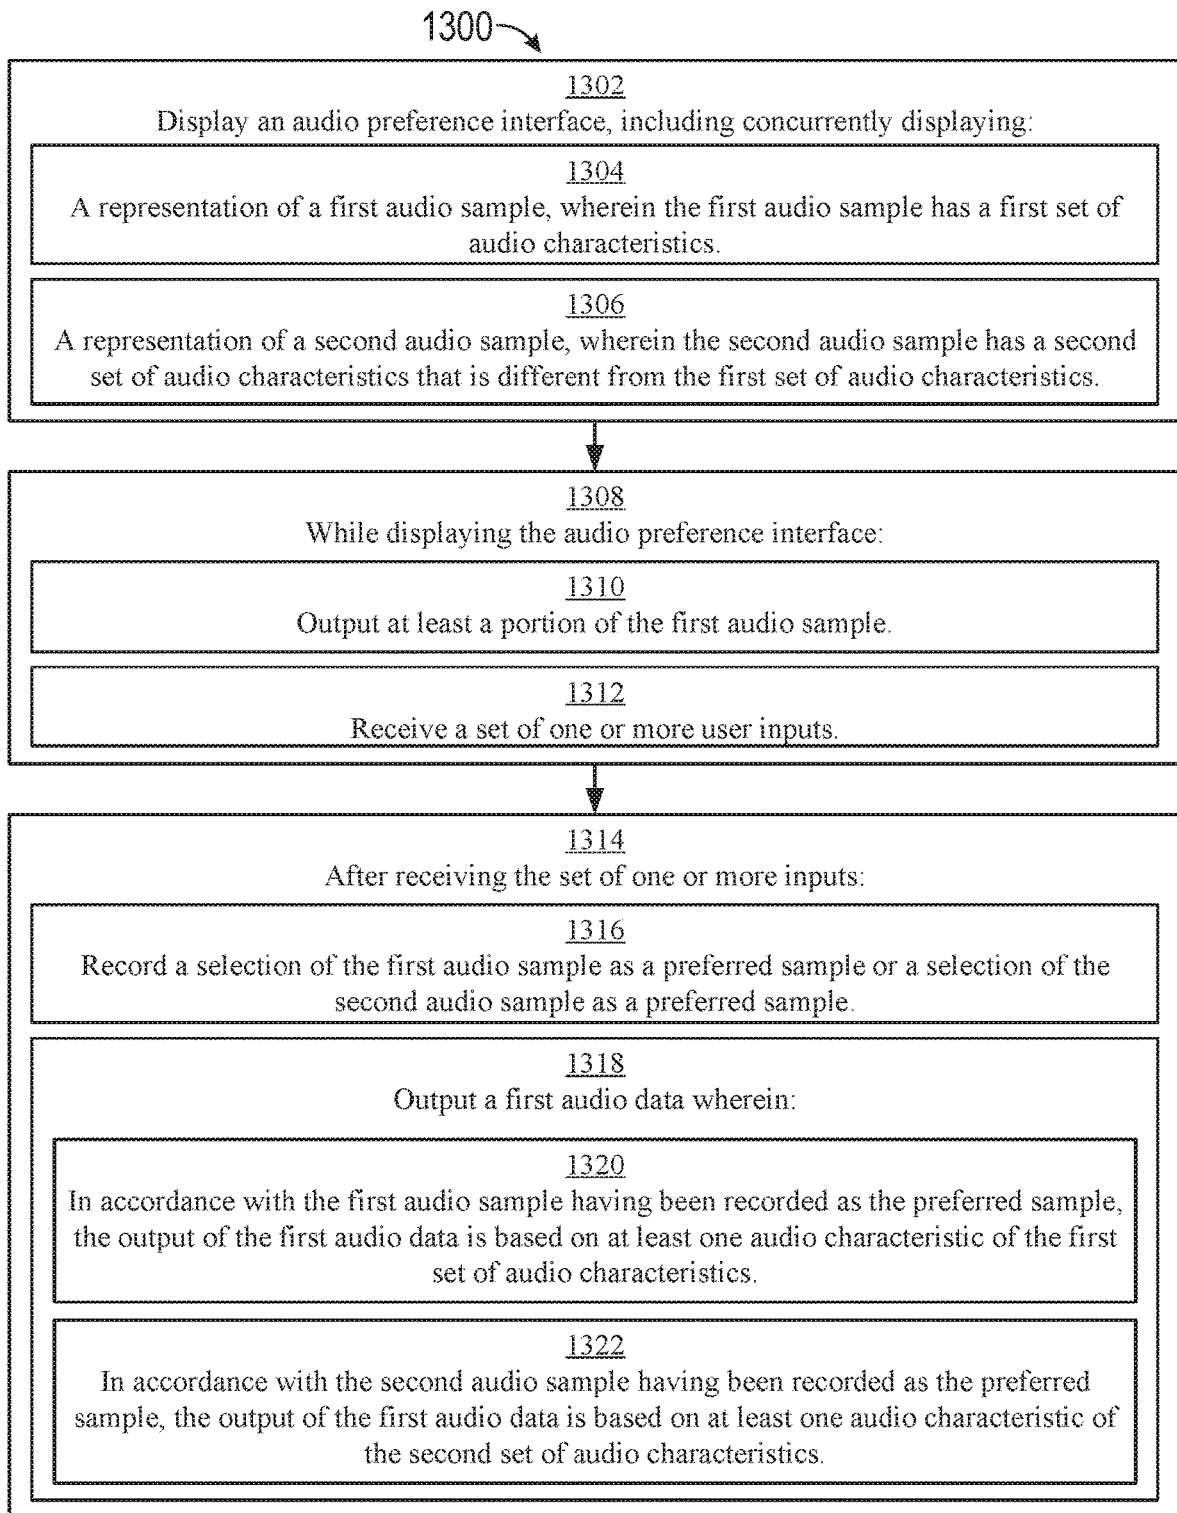 1300
1302
Display an audio preference interface, including concurrently displaying:
1304
A representation of a first audio sample, wherein the first audio sample has a first set of
audio characteristics.
1306
A representation of a second audio sample, wherein the second audio sample has a second
set of audio characteristics that is different from the first set of audio characteristics.
1308
While displaying the audio preference interface:
1310
Output at least a portion of the first audio sample.
1312
Receive a set of one or more user inputs.
1314
After receiving the set of one or more inputs:
1316
Record a selection of the first audio sample as a preferred sample or a selection of the
second audio sample as a preferred sample.
1318
Output a first audio data wherein:
1320
In accordance with the first audio sample having been recorded as the preferred sample,
the output of the first audio data is based on at least one audio characteristic of the first
set of audio characteristics.
1322
In accordance with the second audio sample having been recorded as the preferred
sample, the output of the first audio data is based on at least one audio characteristic of
the second set of audio characteristics.